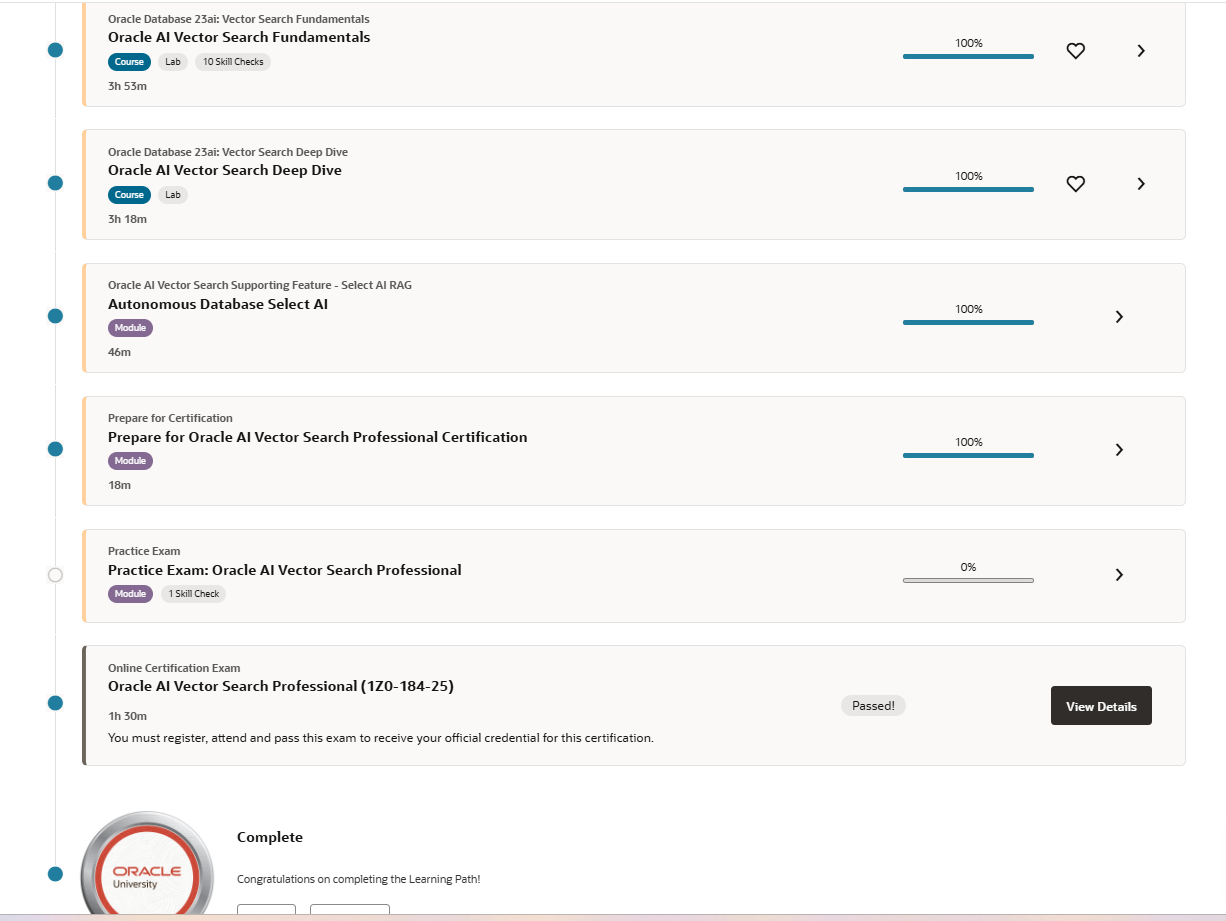 Oracle Database 23ai: Vector Search Fundamentals
Oracle AI Vector Search Fundamentals
100%
Course Lab 10 Skill Checks
3h 53m
Oracle Database 23ai: Vector Search Deep Dive
Oracle AI Vector Search Deep Dive
100%
Course Lab
3h 18m
Oracle AI Vector Search Supporting Feature - Select AI RAG
Autonomous Database Select AI
100%
Module
46m
Prepare for Certification
Prepare for Oracle AI Vector Search Professional Certification
100%
Module
18m
Practice Exam
Practice Exam: Oracle AI Vector Search Professional
0%
Module 1 Skill Check
Online Certification Exam
Oracle AI Vector Search Professional (1Z0-184-25)
Passed! View Details
1h 30m
You must register, attend and pass this exam to receive your official credential for this certification.
Complete
ORACLE
University
Congratulations on completing the Learning Path!